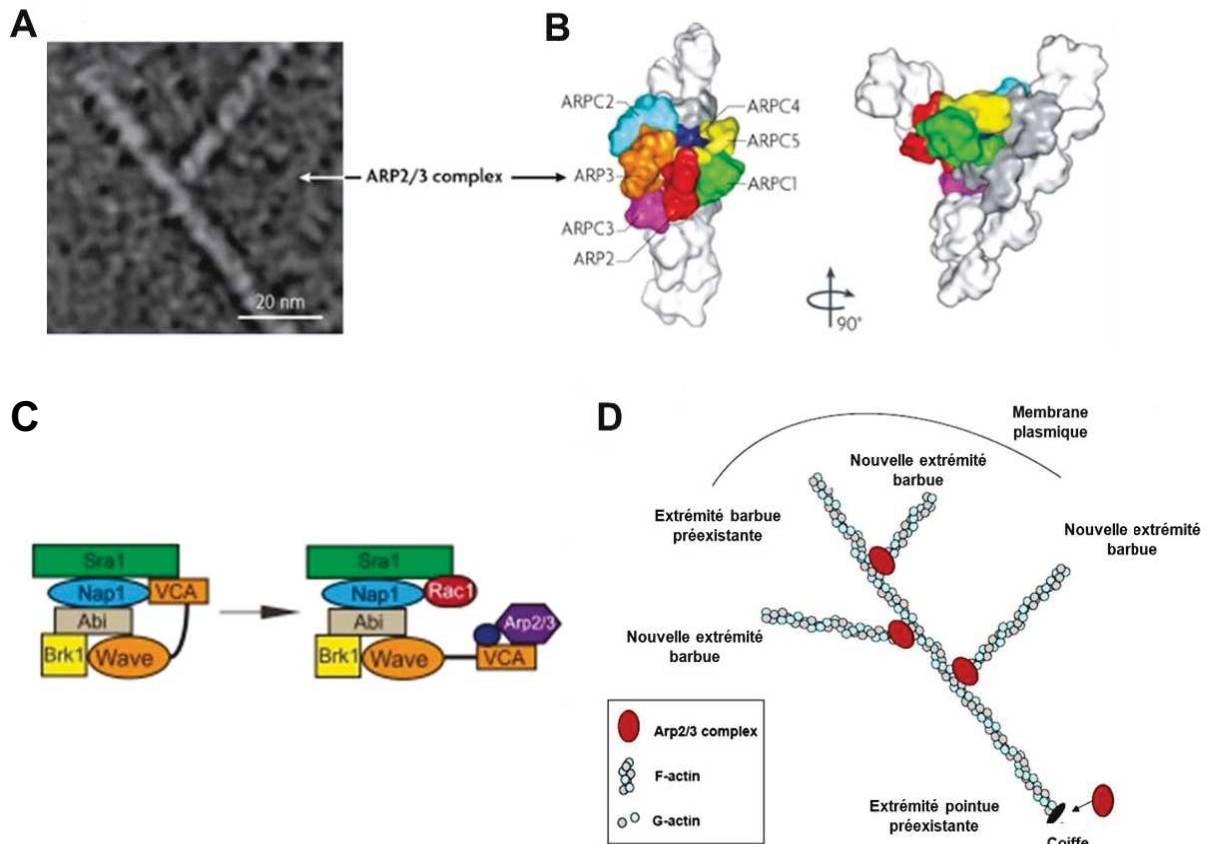 A
B
20 nm
ARP2/3 complex
ARPC2
ARP3
ARPC3
ARP2
ARPC4
ARPC5
ARPC1
90°
C
Sra1
Nap1
VCA
Abi
Brk1
Wave
Sra1
Nap1
Rac1
Abi
Arp2/3
Brk1
Wave
VCA
D
Membrane
plasmique
Nouvelle extrémité
barbue
Extrémité barbue
préexistante
Nouvelle extrémité
barbue
Nouvelle extrémité
barbue
Arp2/3 complex
F-actin
G-actin
Extrémité pointue
préexistante
Coiffe